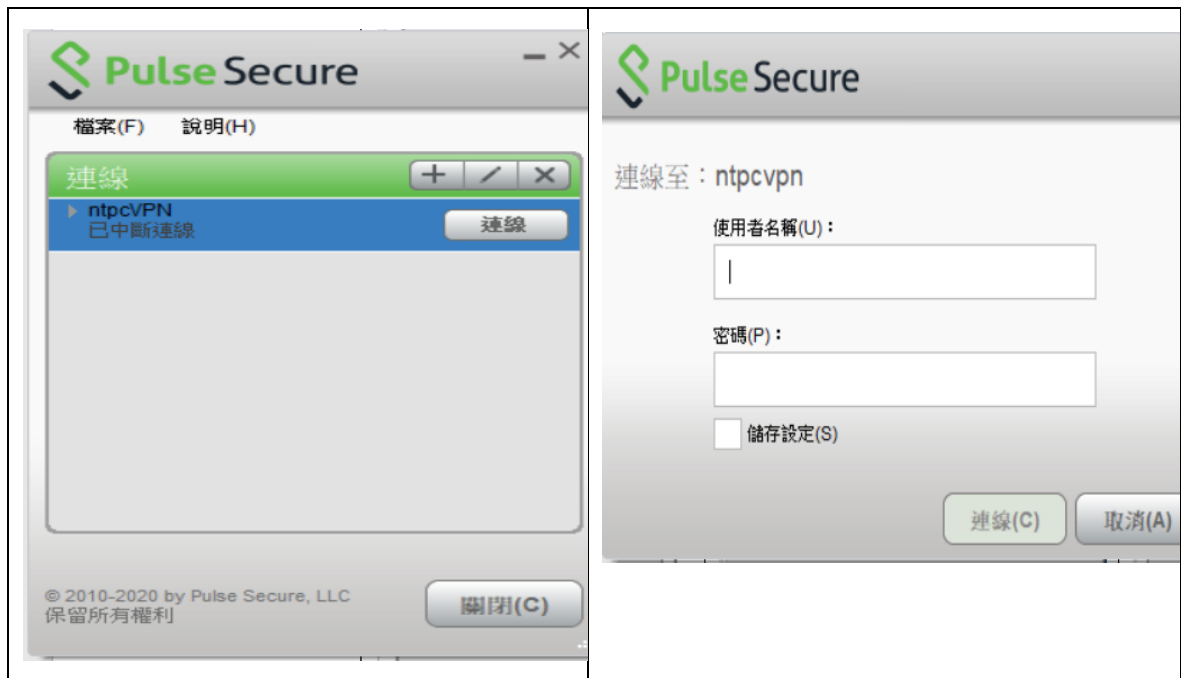 Pulse Secure
檔案(F) 說明(H)
連線
ntpcVPN
已中斷連線
連線
© 2010-2020 by Pulse Secure, LLC
保留所有權利
關閉(C)
Pulse Secure
連線至：ntpcvpn
使用者名稱(U)：
密碼(P)：
儲存設定(S)
連線(C)
取消(A)